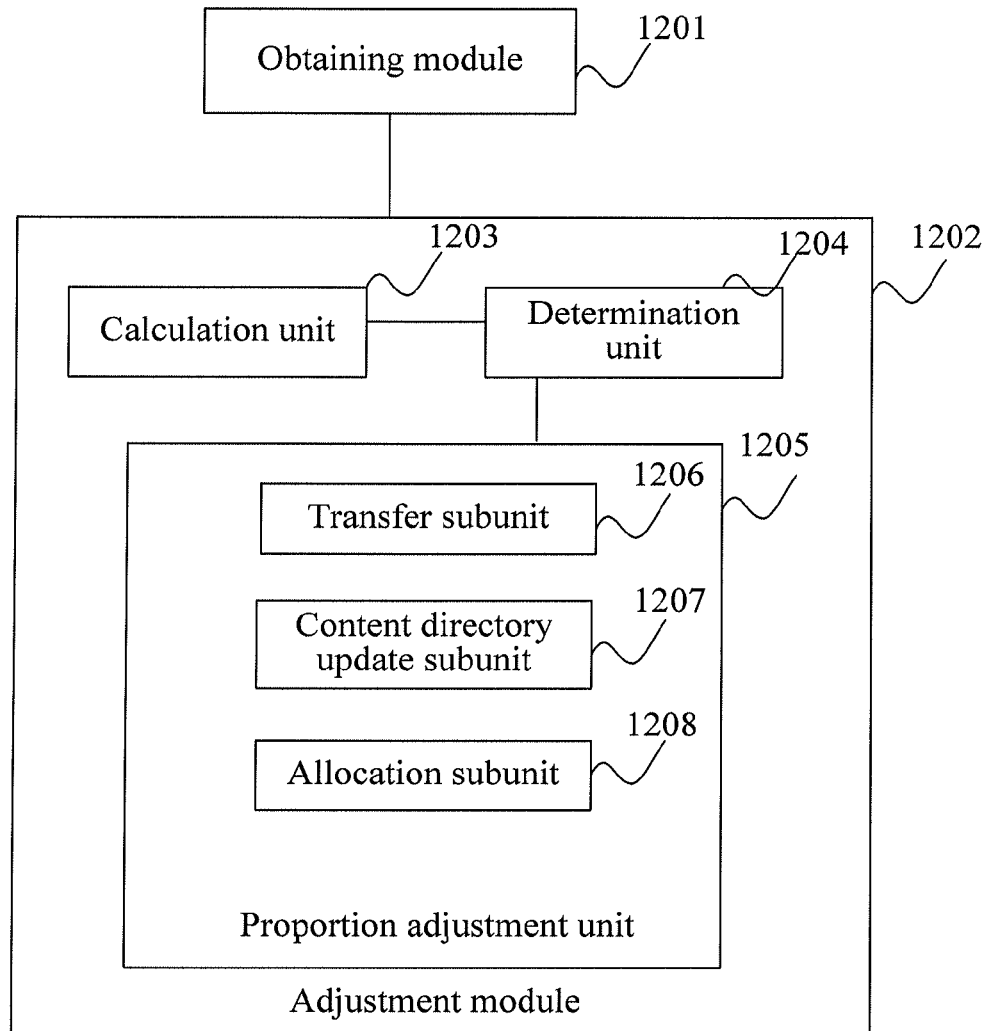 1201
Obtaining module
1203
1204
1202
Calculation unit
Determination
unit
1205
1206
Transfer subunit
1207
Content directory
update subunit
1208
Allocation subunit
Proportion adjustment unit
Adjustment module